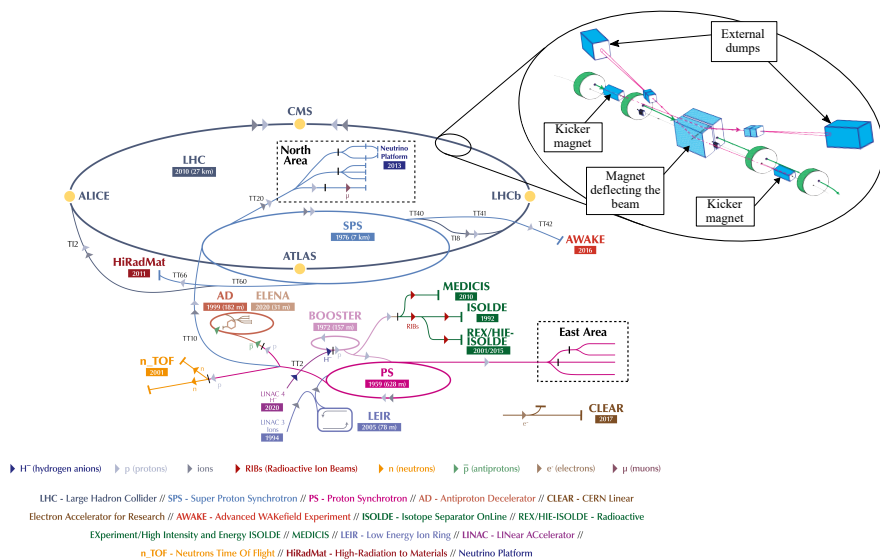 External
dumps
Kicker
magnet
Magnet
deflecting the
beam
Kicker
magnet
CMS
North
Area
Neutrino
Platform
2013
μ
LHC
2010 (27 km)
ALICE
LHCb
TT20
TT40
TT41
TT42
TI8
SPS
1976 (7 km)
AWAKE
2016
TI2
ATLAS
HiRadMat
2011
TT66
TT60
AD
1999 (182 m)
ELENA
2020 (31 m)
MEDICIS
2010
ISOLDE
1992
RIBs
REX/HIE-
ISOLDE
2001/2015
BOOSTER
1972 (157 m)
p
p
H⁻
p
TT10
TT2
East Area
n_TOF
2001
n
n
p
PS
1959 (628 m)
LINAC 4
H⁻
2020
LINAC 3
Ions
1994
LEIR
2005 (78 m)
e⁻
CLEAR
2017
H⁻ (hydrogen anions)
p (protons)
ions
RIBs (Radioactive Ion Beams)
n (neutrons)
p̅ (antiprotons)
e⁻ (electrons)
μ (muons)
LHC - Large Hadron Collider // SPS - Super Proton Synchrotron // PS - Proton Synchrotron // AD - Antiproton Decelerator // CLEAR - CERN Linear
Electron Accelerator for Research // AWAKE - Advanced WAKefield Experiment // ISOLDE - Isotope Separator OnLine // REX/HIE-ISOLDE - Radioactive
EXperiment/High Intensity and Energy ISOLDE // MEDICIS // LEIR - Low Energy Ion Ring // LINAC - LINear ACcelerator //
n_TOF - Neutrons Time Of Flight // HiRadMat - High-Radiation to Materials // Neutrino Platform